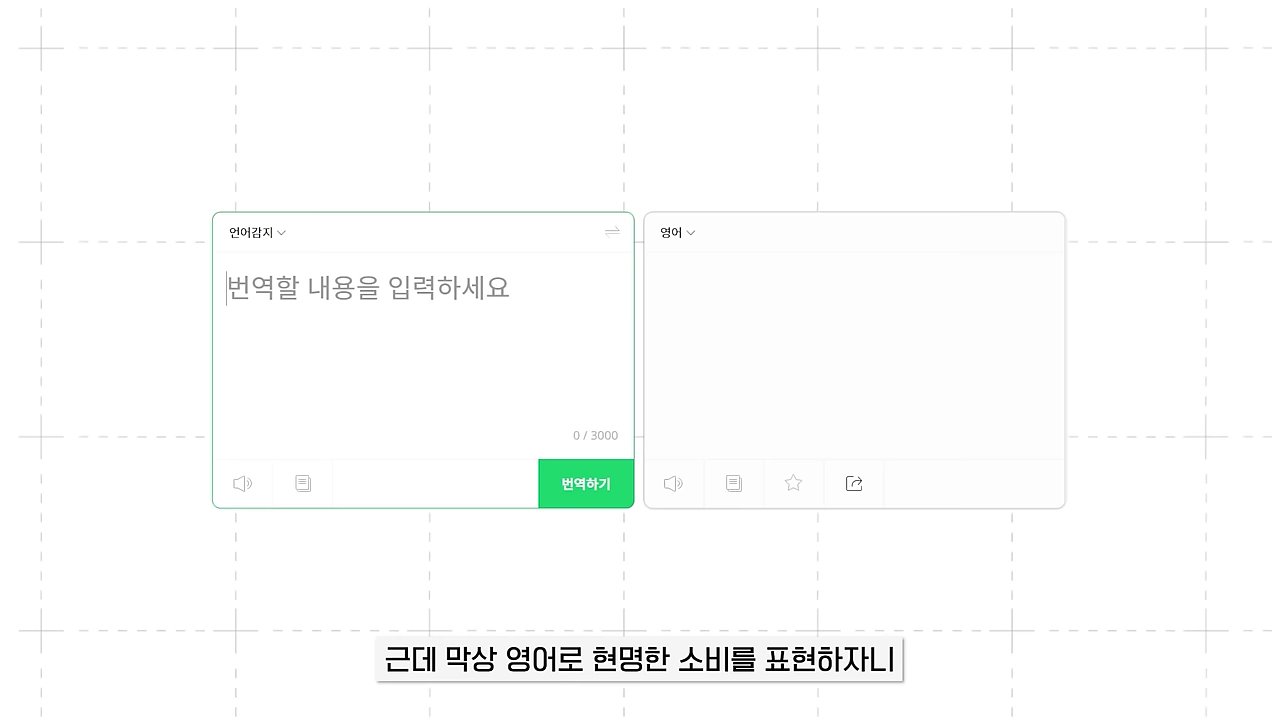 언어감지
영어
번역할 내용을 입력하세요
0 / 3000
번역하기
근데 막상 영어로 현명한 소비를 표현하자니